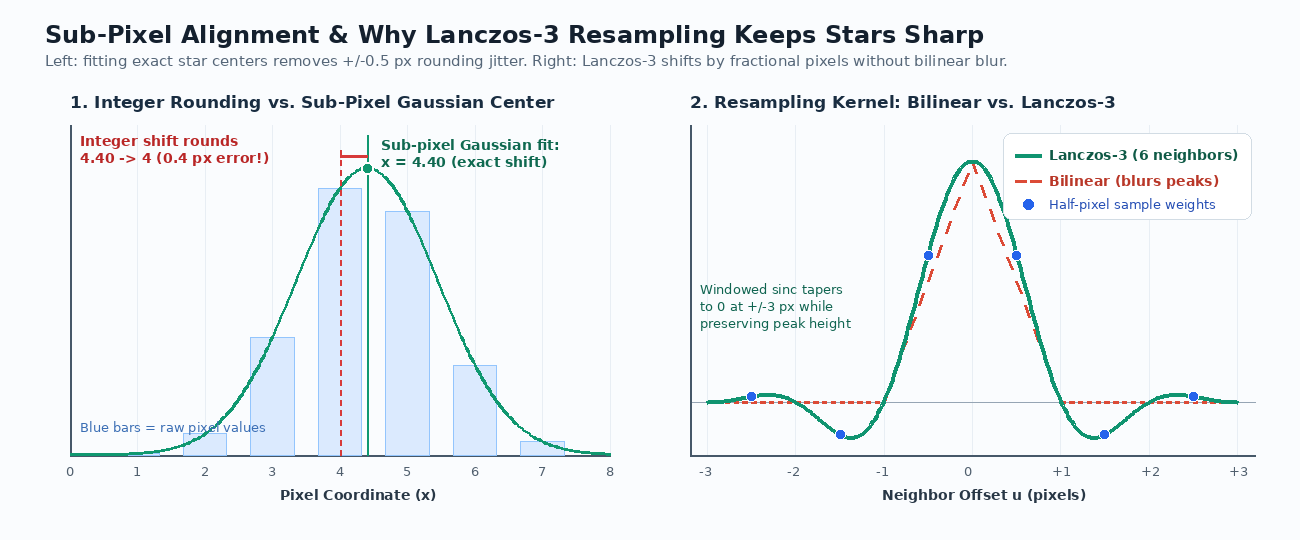 Sub-Pixel Alignment & Why Lanczos-3 Resampling Keeps Stars Sharp
Left: fitting exact star centers removes +/-0.5 px rounding jitter. Right: Lanczos-3 shifts by fractional pixels without bilinear blur.
1. Integer Rounding vs. Sub-Pixel Gaussian Center
Integer shift rounds
4.40 -> 4 (0.4 px error!)
Sub-pixel Gaussian fit:
x = 4.40 (exact shift)
Blue bars = raw pixel values
0 1 2 3 4 5 6 7 8
Pixel Coordinate (x)
2. Resampling Kernel: Bilinear vs. Lanczos-3
Lanczos-3 (6 neighbors)
Bilinear (blurs peaks)
Half-pixel sample weights
Windowed sinc tapers
to 0 at +/-3 px while
preserving peak height
-3 -2 -1 0 +1 +2 +3
Neighbor Offset u (pixels)